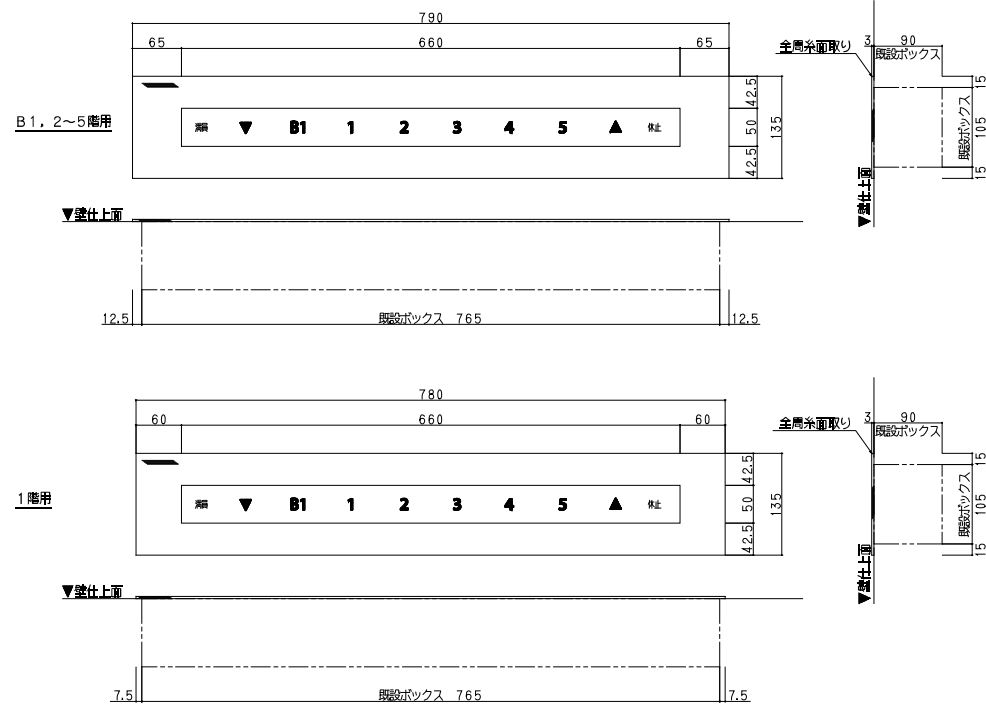 790
65 660 65
B1,2～5階用
満員 ▼ B1 1 2 3 4 5 ▲ 休止
42.5
50
42.5
135
全周糸面取り
3 90
既設ボックス
15
105
15
既設ボックス
▼壁仕上面
▼壁仕上面
12.5 既設ボックス 765 12.5
780
60 660 60
1階用
満員 ▼ B1 1 2 3 4 5 ▲ 休止
42.5
50
42.5
135
全周糸面取り
3 90
既設ボックス
15
105
15
既設ボックス
▼壁仕上面
▼壁仕上面
7.5 既設ボックス 765 7.5